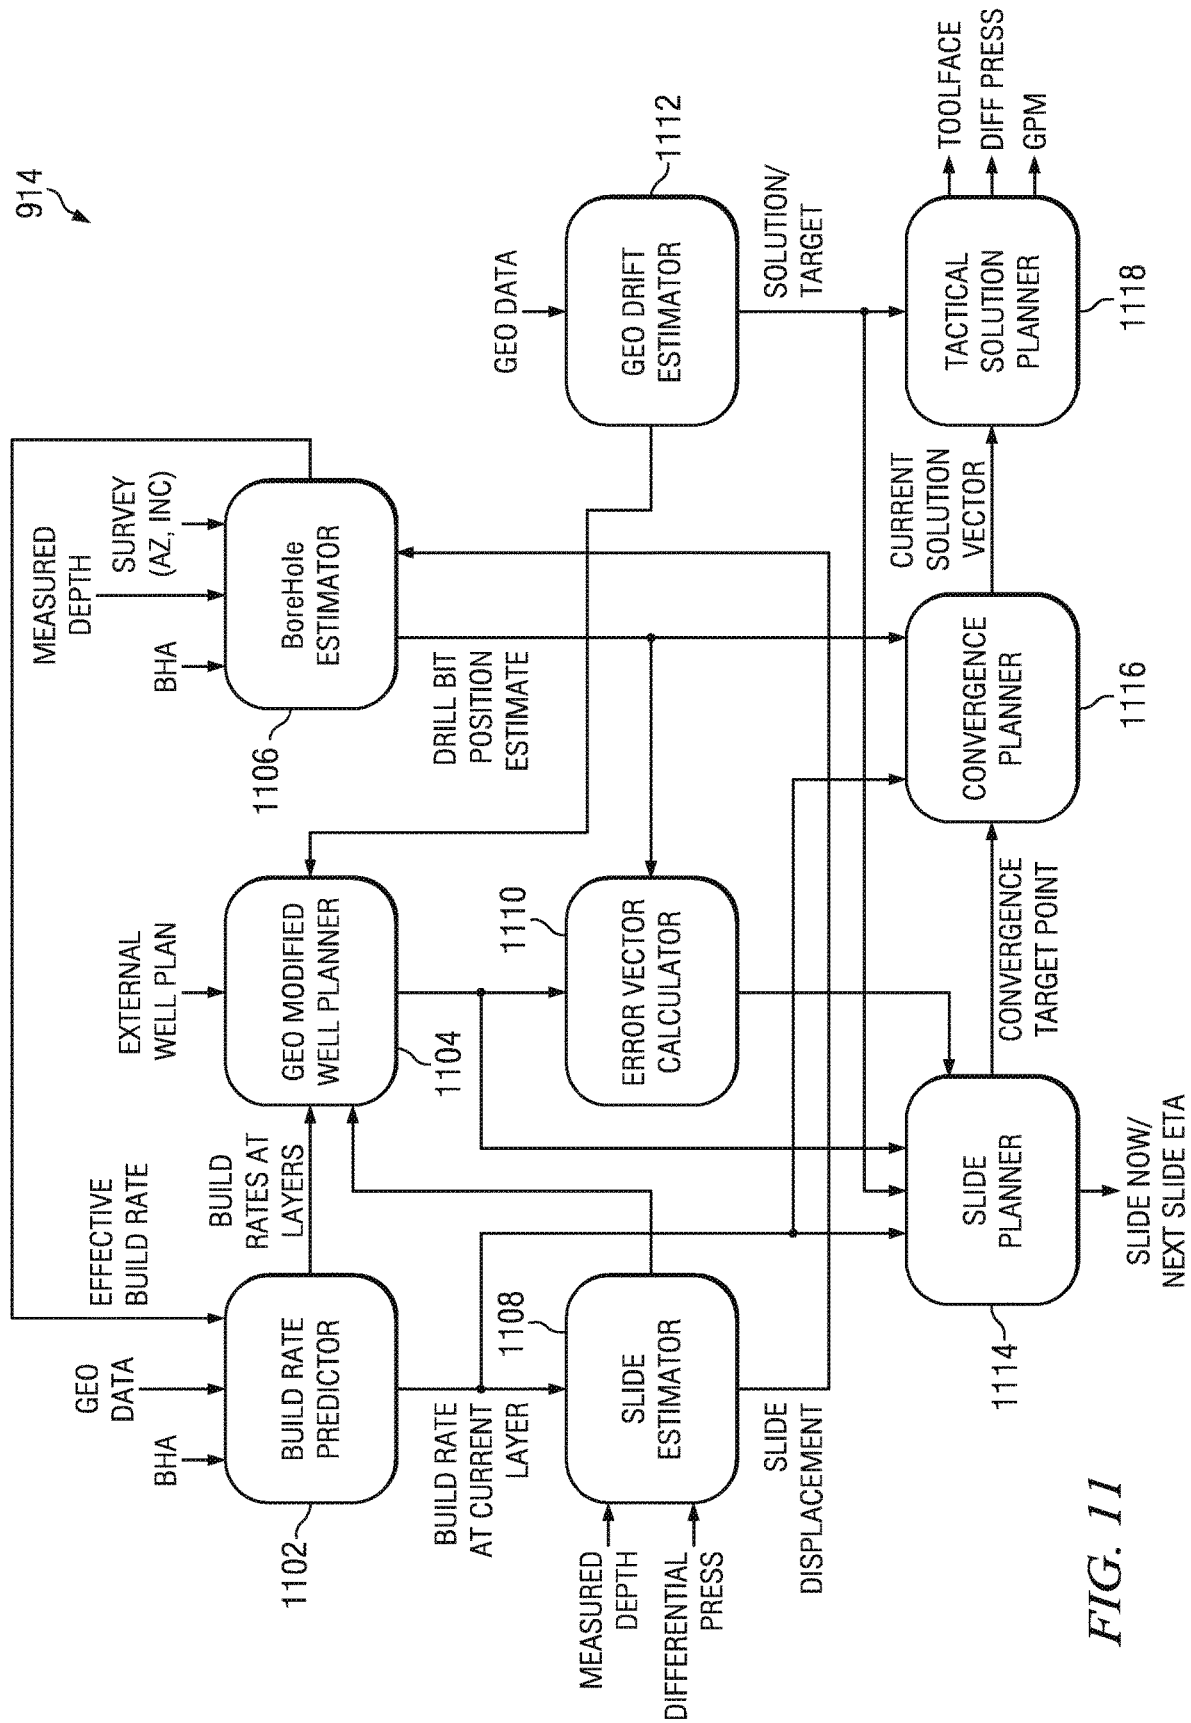 914
BHA
GEO
DATA
EFFECTIVE
BUILD RATE
BUILD RATE
PREDICTOR
1102
BUILD
RATES AT
LAYERS
EXTERNAL
WELL PLAN
GEO MODIFIED
WELL PLANNER
1104
BHA
MEASURED
DEPTH
SURVEY
(AZ, INC)
BoreHole
ESTIMATOR
1106
BUILD RATE
AT CURRENT
LAYER
MEASURED
DEPTH
DIFFERENTIAL
PRESS
SLIDE
ESTIMATOR
1108
SLIDE
DISPLACEMENT
ERROR VECTOR
CALCULATOR
1110
DRILL BIT
POSITION
ESTIMATE
GEO DATA
GEO DRIFT
ESTIMATOR
1112
SOLUTION/
TARGET
SLIDE
PLANNER
1114
SLIDE NOW/
NEXT SLIDE ETA
CONVERGENCE
TARGET POINT
CONVERGENCE
PLANNER
1116
CURRENT
SOLUTION
VECTOR
TACTICAL
SOLUTION
PLANNER
1118
TOOLFACE
DIFF PRESS
GPM
FIG. 11